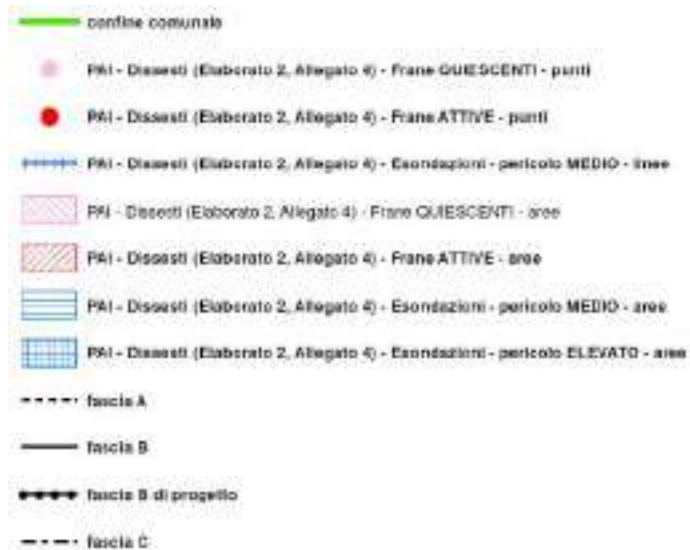 confine comunale
PAI - Dissesti (Elaborato 2, Allegato 4) - Frane QUIESCENTI - punti
PAI - Dissesti (Elaborato 2, Allegato 4) - Frane ATTIVE - punti
PAI - Dissesti (Elaborato 2, Allegato 4) - Esondazioni - pericolo MEDIO - linee
PAI - Dissesti (Elaborato 2, Allegato 4) - Frane QUIESCENTI - aree
PAI - Dissesti (Elaborato 2, Allegato 4) - Frane ATTIVE - aree
PAI - Dissesti (Elaborato 2, Allegato 4) - Esondazioni - pericolo MEDIO - aree
PAI - Dissesti (Elaborato 2, Allegato 4) - Esondazioni - pericolo ELEVATO - aree
fascia A
fascia B
fascia B di progetto
fascia C